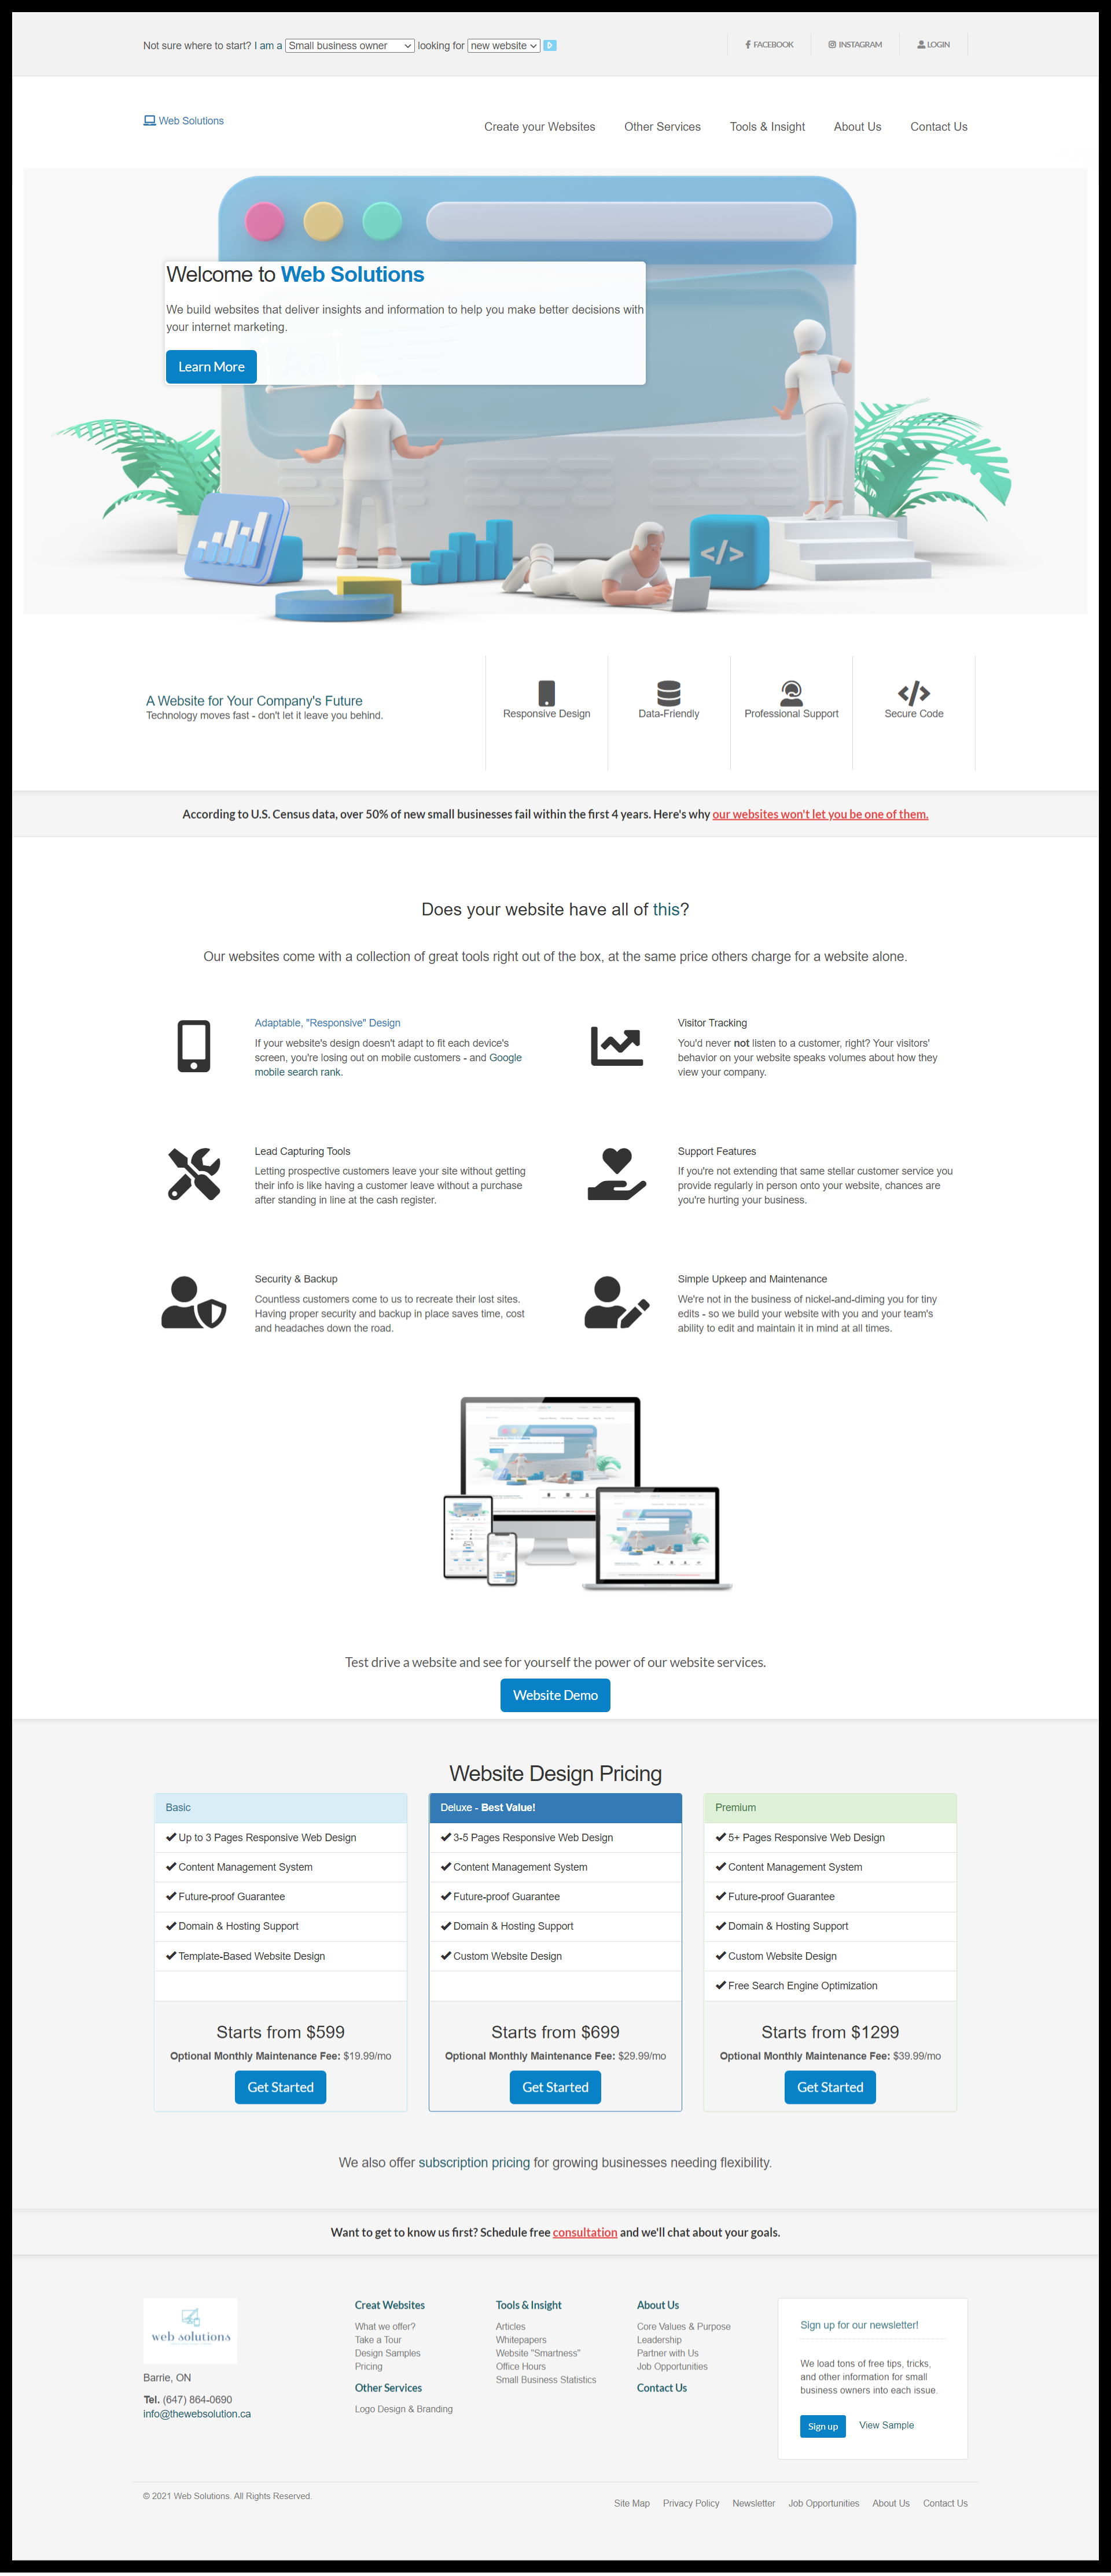 Not sure where to start? I am a Small business owner looking for new website
FACEBOOK
INSTAGRAM
LOGIN
Web Solutions
Create your Websites
Other Services
Tools & Insight
About Us
Contact Us
Welcome to Web Solutions
We build websites that deliver insights and information to help you make better decisions with
your internet marketing.
Learn More
Aa
</>
A Website for Your Company's Future
Technology moves fast - don't let it leave you behind.
Responsive Design
Data-Friendly
Professional Support
Secure Code
According to U.S. Census data, over 50% of new small businesses fail within the first 4 years. Here's why our websites won't let you be one of them.
Does your website have all of this?
Our websites come with a collection of great tools right out of the box, at the same price others charge for a website alone.
Adaptable, "Responsive" Design
If your website's design doesn't adapt to fit each device's
screen, you're losing out on mobile customers - and Google
mobile search rank.
Visitor Tracking
You'd never not listen to a customer, right? Your visitors'
behavior on your website speaks volumes about how they
view your company.
Lead Capturing Tools
Letting prospective customers leave your site without getting
their info is like having a customer leave without a purchase
after standing in line at the cash register.
Support Features
If you're not extending that same stellar customer service you
provide regularly in person onto your website, chances are
you're hurting your business.
Security & Backup
Countless customers come to us to recreate their lost sites.
Having proper security and backup in place saves time, cost
and headaches down the road.
Simple Upkeep and Maintenance
We're not in the business of nickel-and-diming you for tiny
edits - so we build your website with you and your team's
ability to edit and maintain it in mind at all times.
Test drive a website and see for yourself the power of our website services.
Website Demo
Website Design Pricing
Basic
Up to 3 Pages Responsive Web Design
Content Management System
Future-proof Guarantee
Domain & Hosting Support
Template-Based Website Design
Starts from $599
Optional Monthly Maintenance Fee: $19.99/mo
Get Started
Deluxe - Best Value!
3-5 Pages Responsive Web Design
Content Management System
Future-proof Guarantee
Domain & Hosting Support
Custom Website Design
Starts from $699
Optional Monthly Maintenance Fee: $29.99/mo
Get Started
Premium
5+ Pages Responsive Web Design
Content Management System
Future-proof Guarantee
Domain & Hosting Support
Custom Website Design
Free Search Engine Optimization
Starts from $1299
Optional Monthly Maintenance Fee: $39.99/mo
Get Started
We also offer subscription pricing for growing businesses needing flexibility.
Want to get to know us first? Schedule free consultation and we'll chat about your goals.
web solutions
Barrie, ON
Tel. (647) 864-0690
info@thewebsolution.ca
Creat Websites
What we offer?
Take a Tour
Design Samples
Pricing
Other Services
Logo Design & Branding
Tools & Insight
Articles
Whitepapers
Website "Smartness"
Office Hours
Small Business Statistics
About Us
Core Values & Purpose
Leadership
Partner with Us
Job Opportunities
Contact Us
Sign up for our newsletter!
We load tons of free tips, tricks,
and other information for small
business owners into each issue.
Sign up
View Sample
© 2021 Web Solutions. All Rights Reserved.
Site Map
Privacy Policy
Newsletter
Job Opportunities
About Us
Contact Us